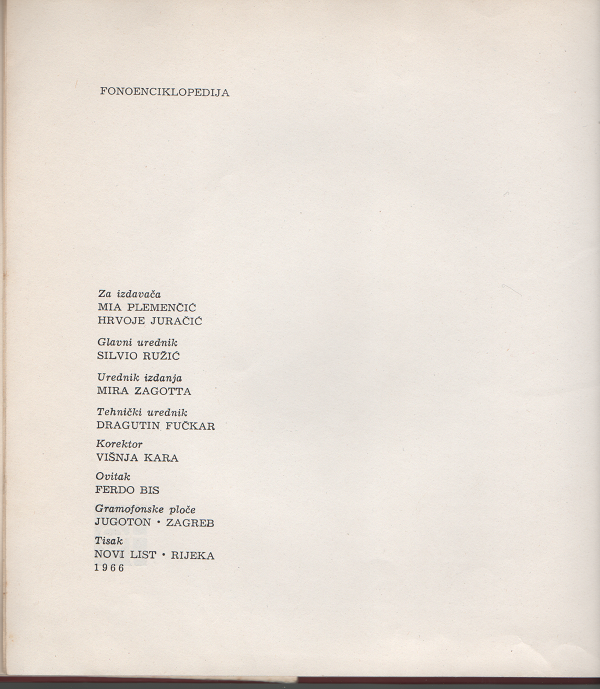 FONOENCIKLOPEDIJA
Za izdavača
MIA PLEMENČIĆ
HRVOJE JURAČIĆ
Glavni urednik
SILVIO RUŽIĆ
Urednik izdanja
MIRA ZAGOTTA
Tehnički urednik
DRAGUTIN FUČKAR
Korektor
VIŠNJA KARA
Ovitak
FERDO BIS
Gramofonske ploče
JUGOTON • ZAGREB
Tisak
NOVI LIST • RIJEKA
1966